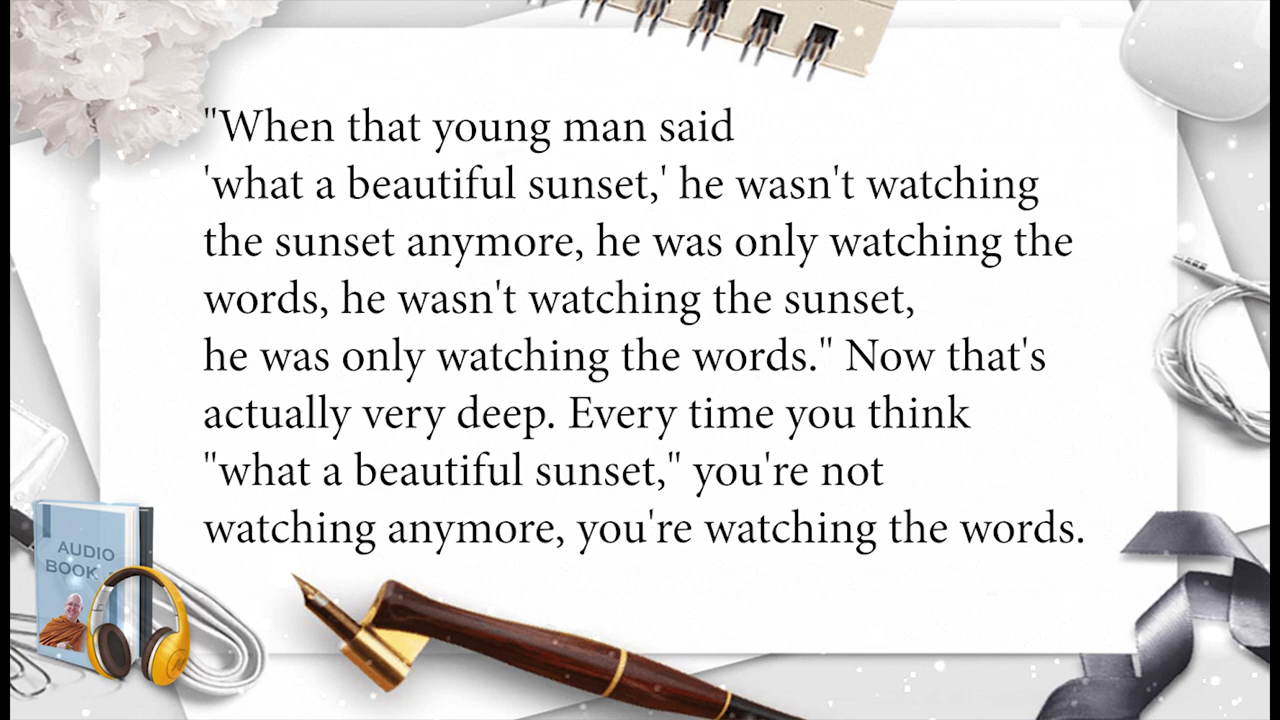 "When that young man said
'what a beautiful sunset,' he wasn't watching
the sunset anymore, he was only watching the
words, he wasn't watching the sunset,
he was only watching the words." Now that's
actually very deep. Every time you think
"what a beautiful sunset," you're not
watching anymore, you're watching the words.
AUDIO
BOOK